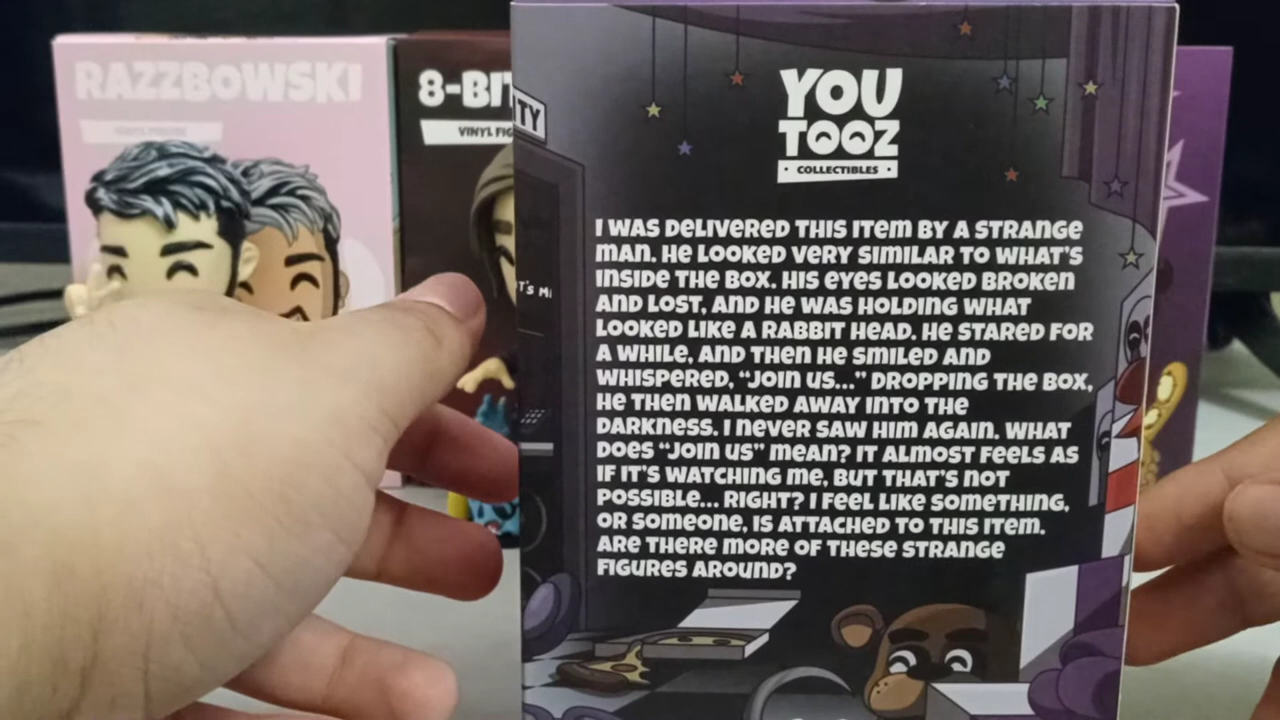 RAZZBOWSKI
VINYL FIGURE
8-BIT
VINYL FIG
ITY
T'S ME
YOU
TOOZ
COLLECTIBLES
I WAS DELIVERED THIS ITEM BY A STRANGE
MAN. HE LOOKED VERY SIMILAR TO WHAT'S
INSIDE THE BOX. HIS EYES LOOKED BROKEN
AND LOST, AND HE WAS HOLDING WHAT
LOOKED LIKE A RABBIT HEAD. HE STARED FOR
A WHILE, AND THEN HE SMILED AND
WHISPERED, “JOIN US...” DROPPING THE BOX,
HE THEN WALKED AWAY INTO THE
DARKNESS. I NEVER SAW HIM AGAIN. WHAT
DOES “JOIN US” MEAN? IT ALMOST FEELS AS
IF IT'S WATCHING ME, BUT THAT'S NOT
POSSIBLE... RIGHT? I FEEL LIKE SOMETHING,
OR SOMEONE, IS ATTACHED TO THIS ITEM.
ARE THERE MORE OF THESE STRANGE
FIGURES AROUND?